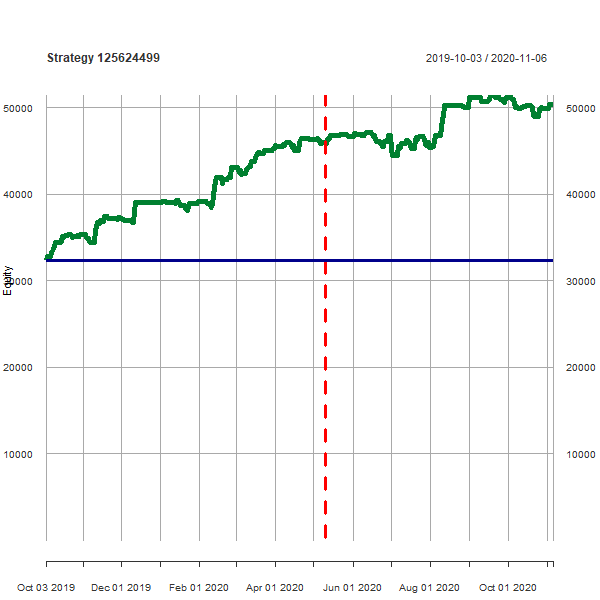 Strategy 125624499
2019-10-03 / 2020-11-06
50000 50000
40000 40000
Equity
30000 30000
20000 20000
10000 10000
Oct 03 2019 Dec 01 2019 Feb 01 2020 Apr 01 2020 Jun 01 2020 Aug 01 2020 Oct 01 2020